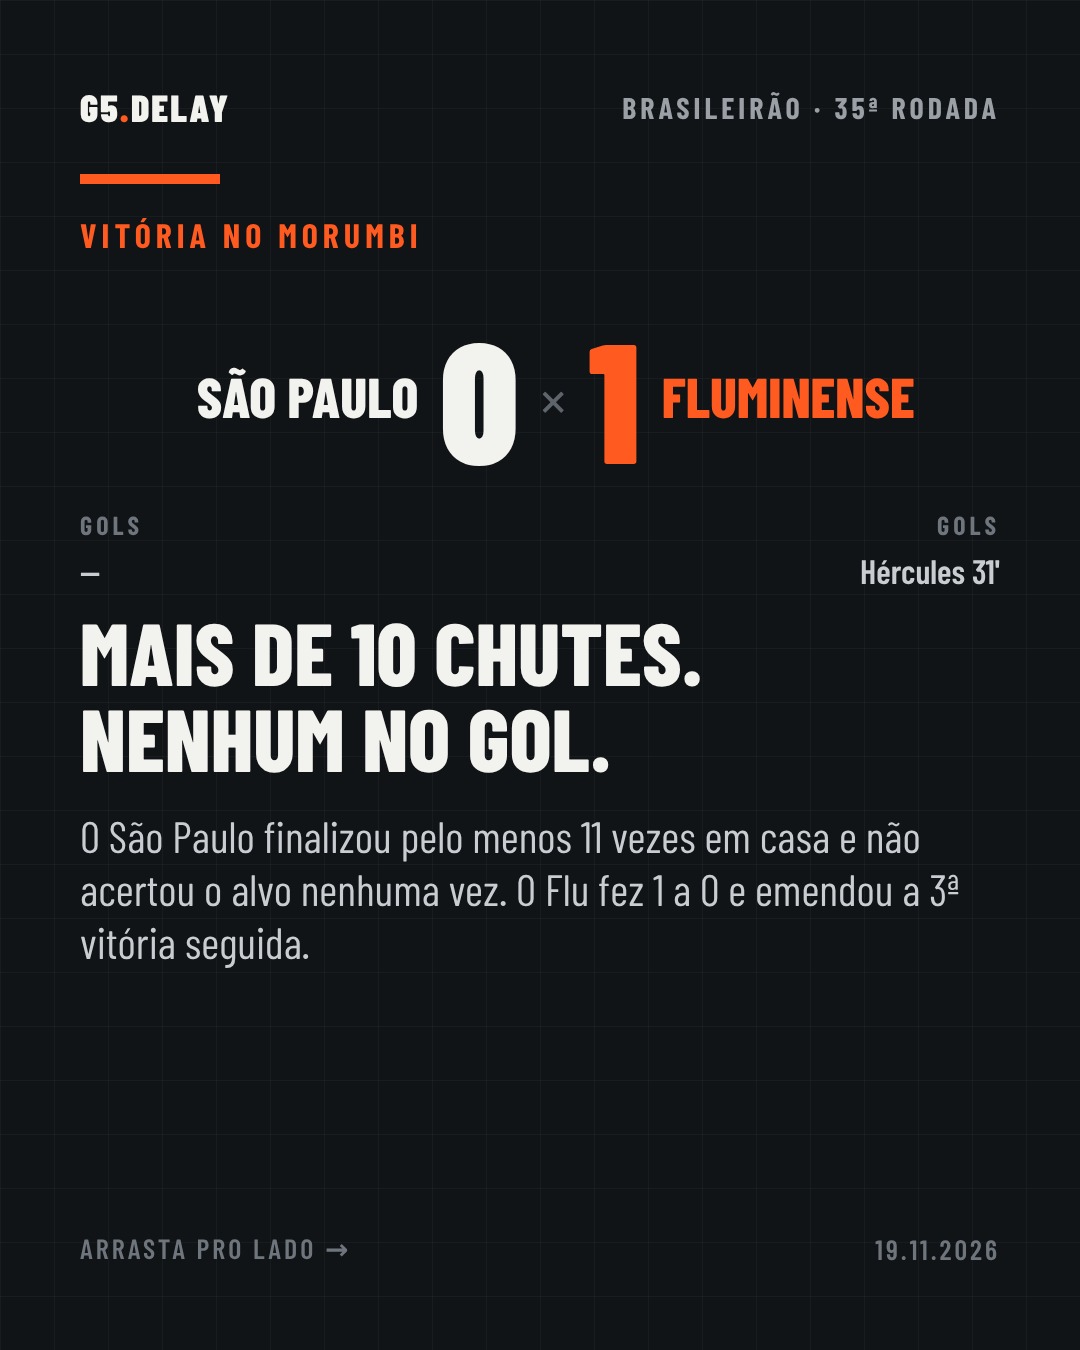 G5.DELAY
BRASILEIRÃO · 35ª RODADA
VITÓRIA NO MORUMBI
SÃO PAULO 0 × 1 FLUMINENSE
GOLS
GOLS
–
Hércules 31'
MAIS DE 10 CHUTES.
NENHUM NO GOL.
O São Paulo finalizou pelo menos 11 vezes em casa e não
acertou o alvo nenhuma vez. O Flu fez 1 a 0 e emendou a 3ª
vitória seguida.
ARRASTA PRO LADO →
19.11.2026